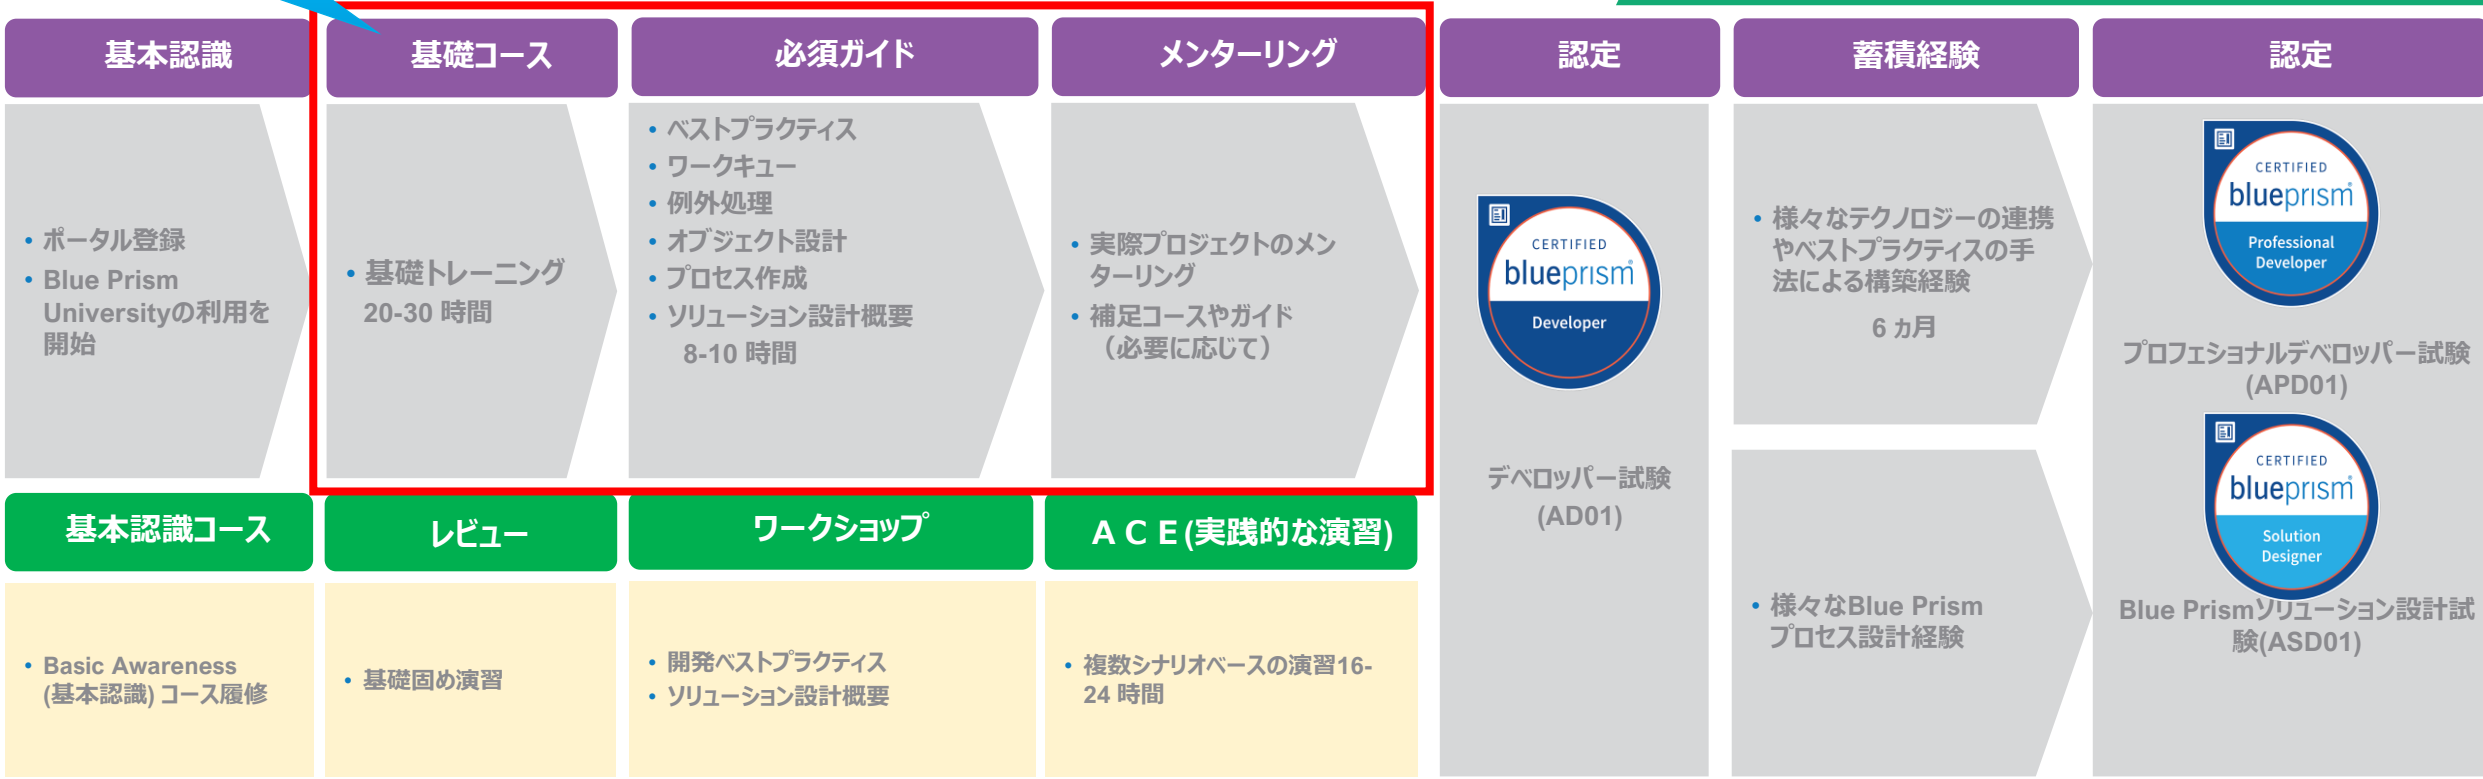 基本認識
基礎コース
必須ガイド
メンターリング
認定
蓄積経験
認定
• ポータル登録
• Blue Prism
Universityの利用を
開始
• 基礎トレーニング
20-30 時間
• ベストプラクティス
• ワークキュー
• 例外処理
• オブジェクト設計
• プロセス作成
• ソリューション設計概要
8-10 時間
• 実際プロジェクトのメン
ターリング
• 補足コースやガイド
（必要に応じて）
CERTIFIED
blueprism
Developer
デベロッパー試験
(AD01)
• 様々なテクノロジーの連携
やベストプラクティスの手
法による構築経験
6 ヵ月
• 様々なBlue Prism
プロセス設計経験
CERTIFIED
blueprism®
Professional
Developer
プロフェショナルデベロッパー試験
(APD01)
CERTIFIED
blueprism®
Solution
Designer
Blue Prismソリューション設計試
験(ASD01)
基本認識コース
レビュー
ワークショップ
ＡＣＥ(実践的な演習)
• Basic Awareness
(基本認識) コース履修
• 基礎固め演習
• 開発ベストプラクティス
• ソリューション設計概要
• 複数シナリオベースの演習16-
24 時間